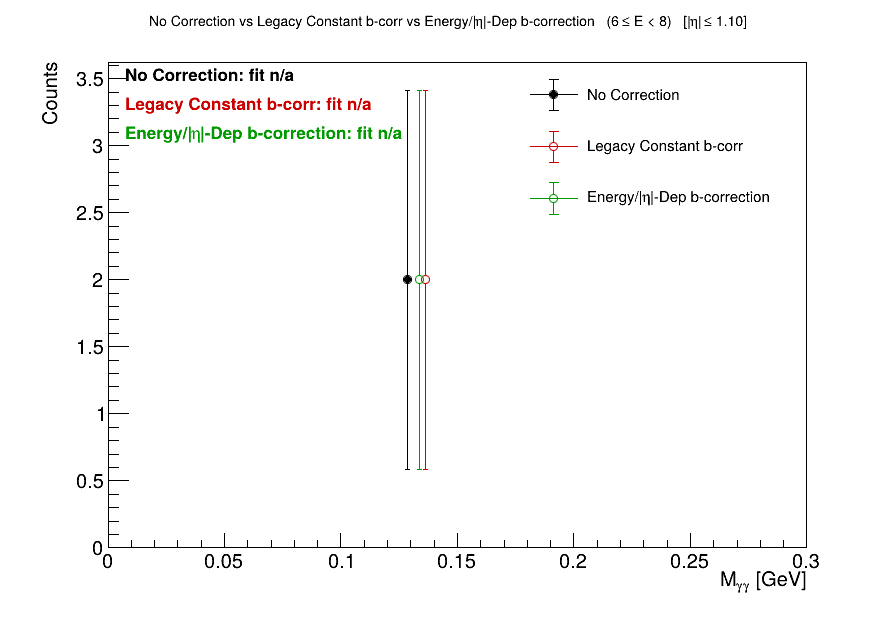 No Correction vs Legacy Constant b-corr vs Energy/|η|-Dep b-correction (6 ≤ E < 8) [|η| ≤ 1.10]
Counts
No Correction: fit n/a
Legacy Constant b-corr: fit n/a
Energy/|η|-Dep b-correction: fit n/a
No Correction
Legacy Constant b-corr
Energy/|η|-Dep b-correction
3.5
3
2.5
2
1.5
1
0.5
0
0 0.05 0.1 0.15 0.2 0.25 0.3
Mγγ [GeV]